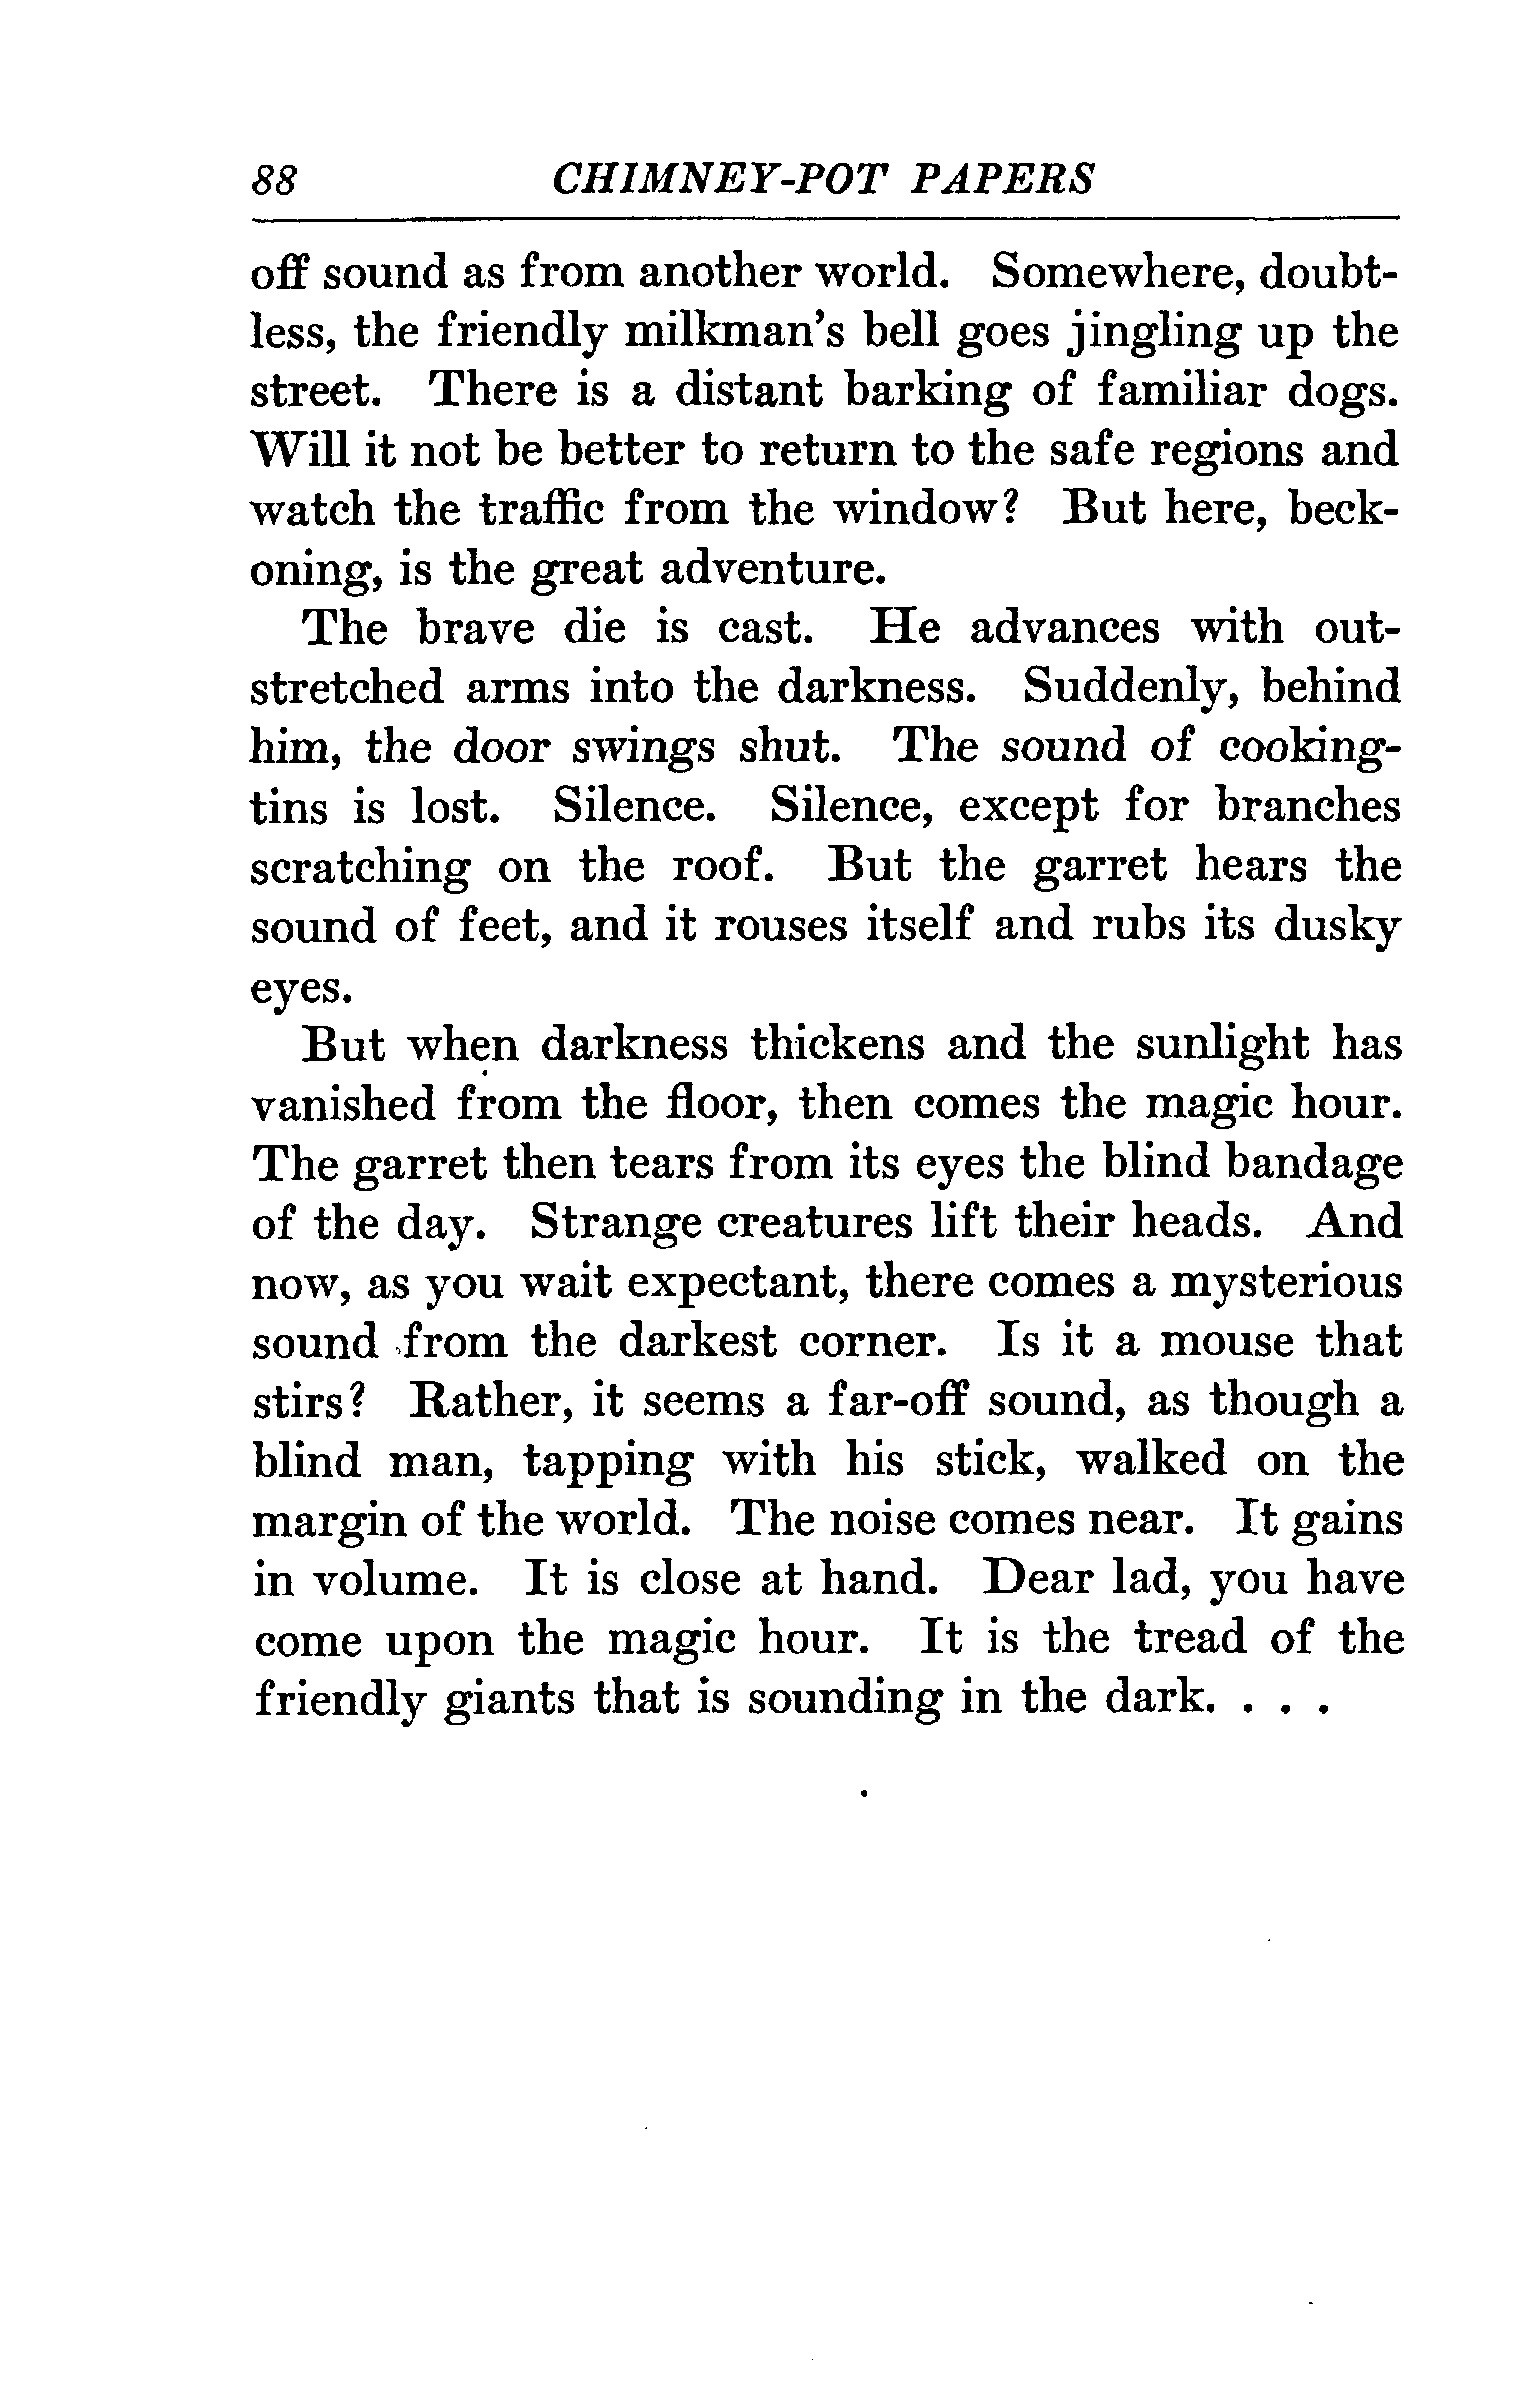 88 CHIMNEY-POT PAPERS
off sound as from another world. Somewhere, doubt-
less, the friendly milkman's bell goes jingling up the
street. There is a distant barking of familiar dogs.
Will it not be better to return to the safe regions and
watch the traffic from the window? But here, beck-
oning, is the great adventure.
The brave die is cast. He advances with out-
stretched arms into the darkness. Suddenly, behind
him, the door swings shut. The sound of cooking-
tins is lost. Silence. Silence, except for branches
scratching on the roof. But the garret hears the
sound of feet, and it rouses itself and rubs its dusky
eyes.
But when darkness thickens and the sunlight has
vanished from the floor, then comes the magic hour.
The garret then tears from its eyes the blind bandage
of the day. Strange creatures lift their heads. And
now, as you wait expectant, there comes a mysterious
sound from the darkest corner. Is it a mouse that
stirs? Rather, it seems a far-off sound, as though a
blind man, tapping with his stick, walked on the
margin of the world. The noise comes near. It gains
in volume. It is close at hand. Dear lad, you have
come upon the magic hour. It is the tread of the
friendly giants that is sounding in the dark. . . .